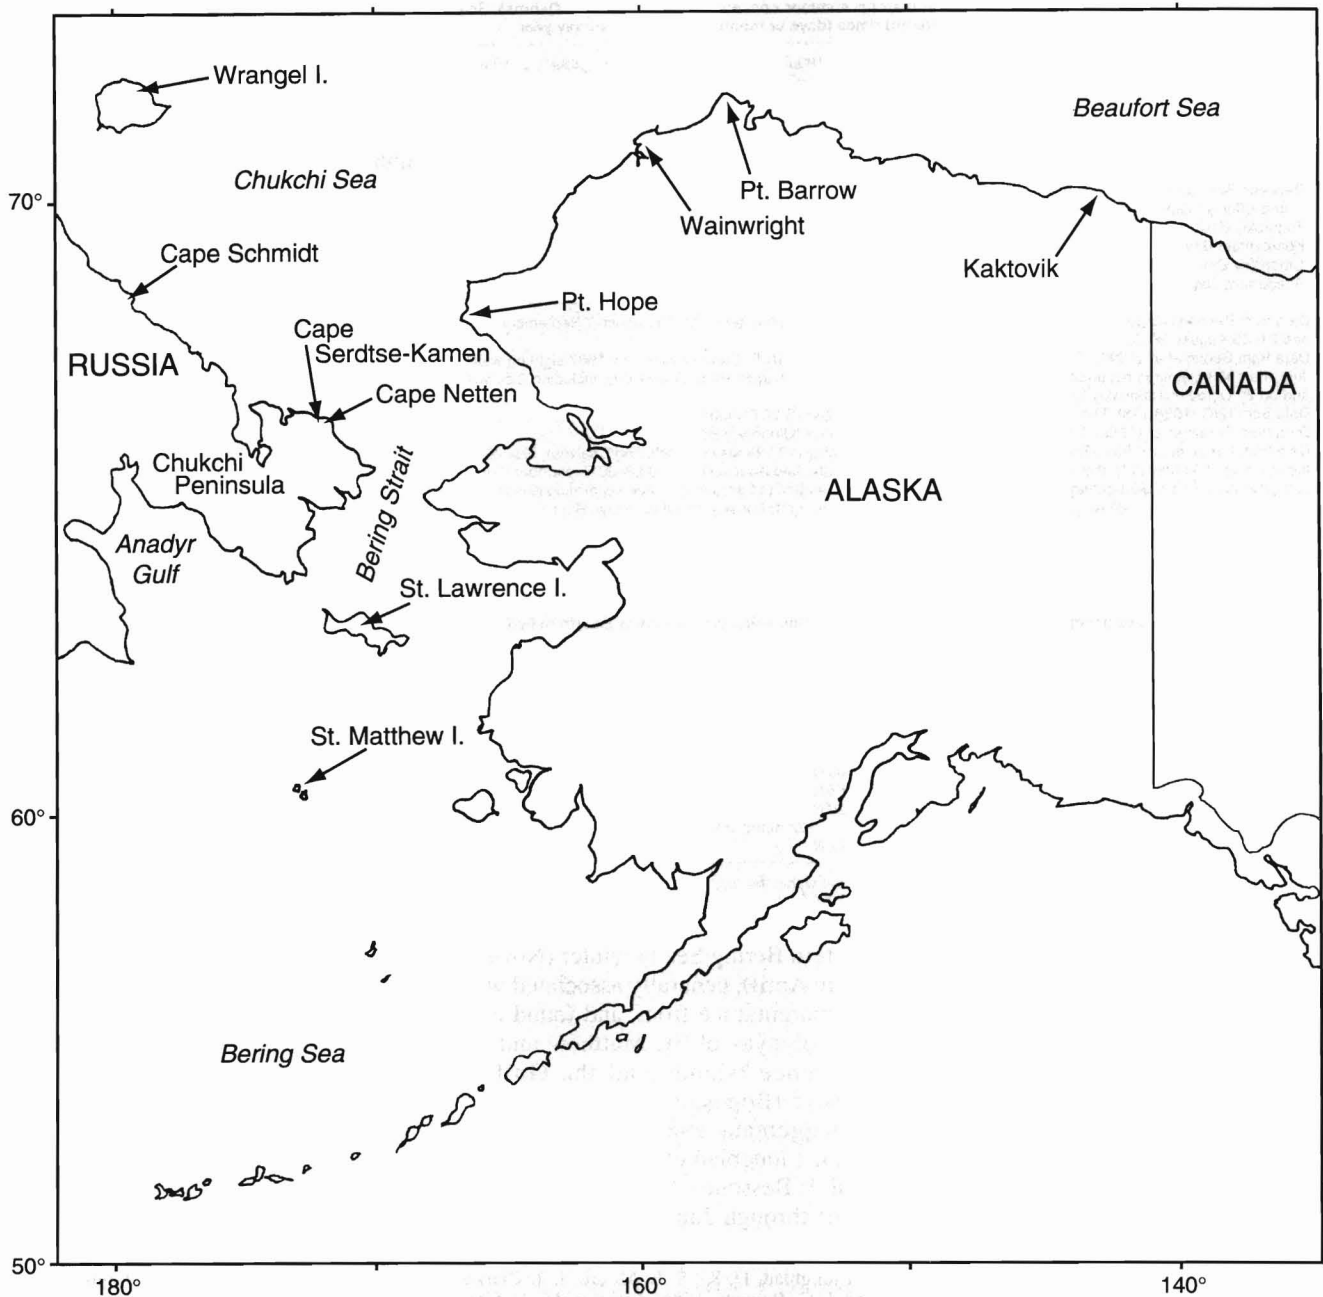 Wrangel I.
Beaufort Sea
Chukchi Sea
Pt. Barrow
70°
Wainwright
Cape Schmidt
Kaktovik
Pt. Hope
Cape
Serdtse-Kamen
RUSSIA
CANADA
Cape Netten
Chukchi
Peninsula
ALASKA
Bering Strait
Anadyr
Gulf
St. Lawrence I.
St. Matthew I.
60°
Bering Sea
50°
180°
160°
140°